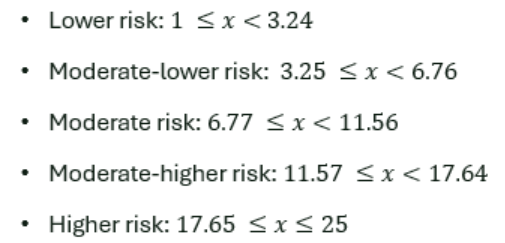 • Lower risk: 1 ≤ x < 3.24
• Moderate-lower risk: 3.25 ≤ x < 6.76
• Moderate risk: 6.77 ≤ x < 11.56
• Moderate-higher risk: 11.57 ≤ x < 17.64
• Higher risk: 17.65 ≤ x ≤ 25